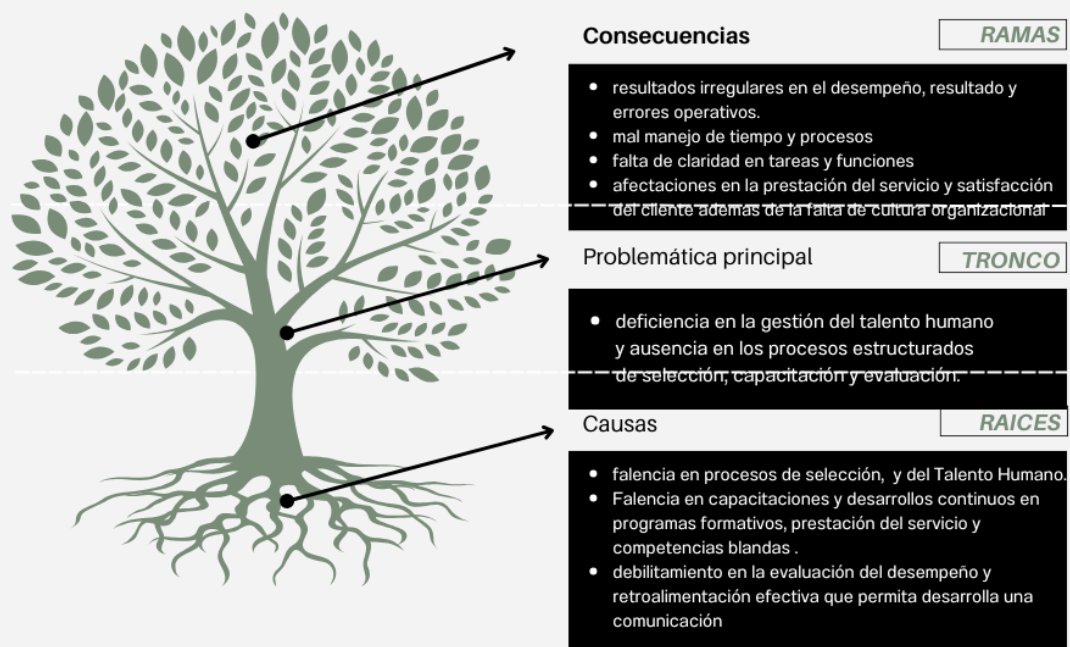 Consecuencias
RAMAS
resultados irregulares en el desempeño, resultado y
errores operativos.
mal manejo de tiempo y procesos
falta de claridad en tareas y funciones
afectaciones en la prestación del servicio y satisfacción
del cliente ademas de la falta de cultura organizacional
Problemática principal
TRONCO
deficiencia en la gestión del talento humano
y ausencia en los procesos estructurados
de selección, capacitación y evaluación.
Causas
RAICES
falencia en procesos de selección, y del Talento Humano.
Falencia en capacitaciones y desarrollos continuos en
programas formativos, prestación del servicio y
competencias blandas .
debilitamiento en la evaluación del desempeño y
retroalimentación efectiva que permita desarrolla una
comunicación